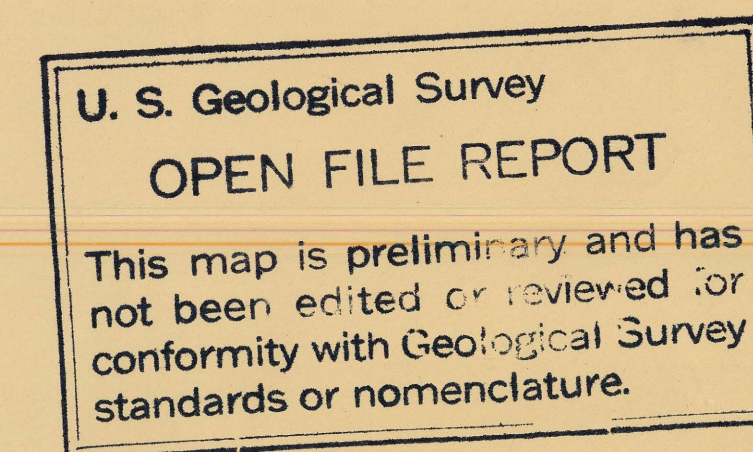 U. S. Geological Survey
OPEN FILE REPORT
This map is preliminary and has
not been edited or reviewed for
conformity with Geological Survey
standards or nomenclature.